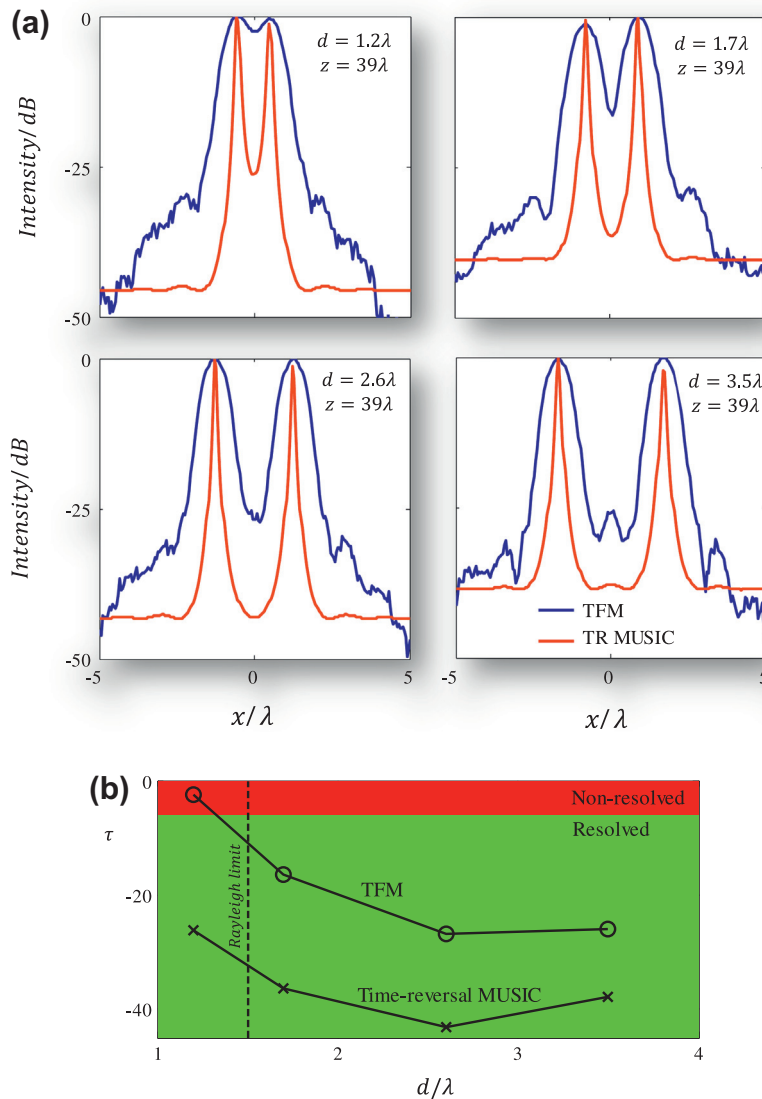 (a)
d = 1.2λ
z = 39λ
d = 1.7λ
z = 39λ
Intensity/dB
0
-25
-50
d = 2.6λ
z = 39λ
d = 3.5λ
z = 39λ
Intensity/dB
0
-25
-50
TFM
TR MUSIC
-5 0 5
-5 0 5
x/λ
x/λ
(b)
0
Non-resolved
Resolved
τ
Rayleigh limit
TFM
-20
Time-reversal MUSIC
-40
1 2 3 4
d/λ